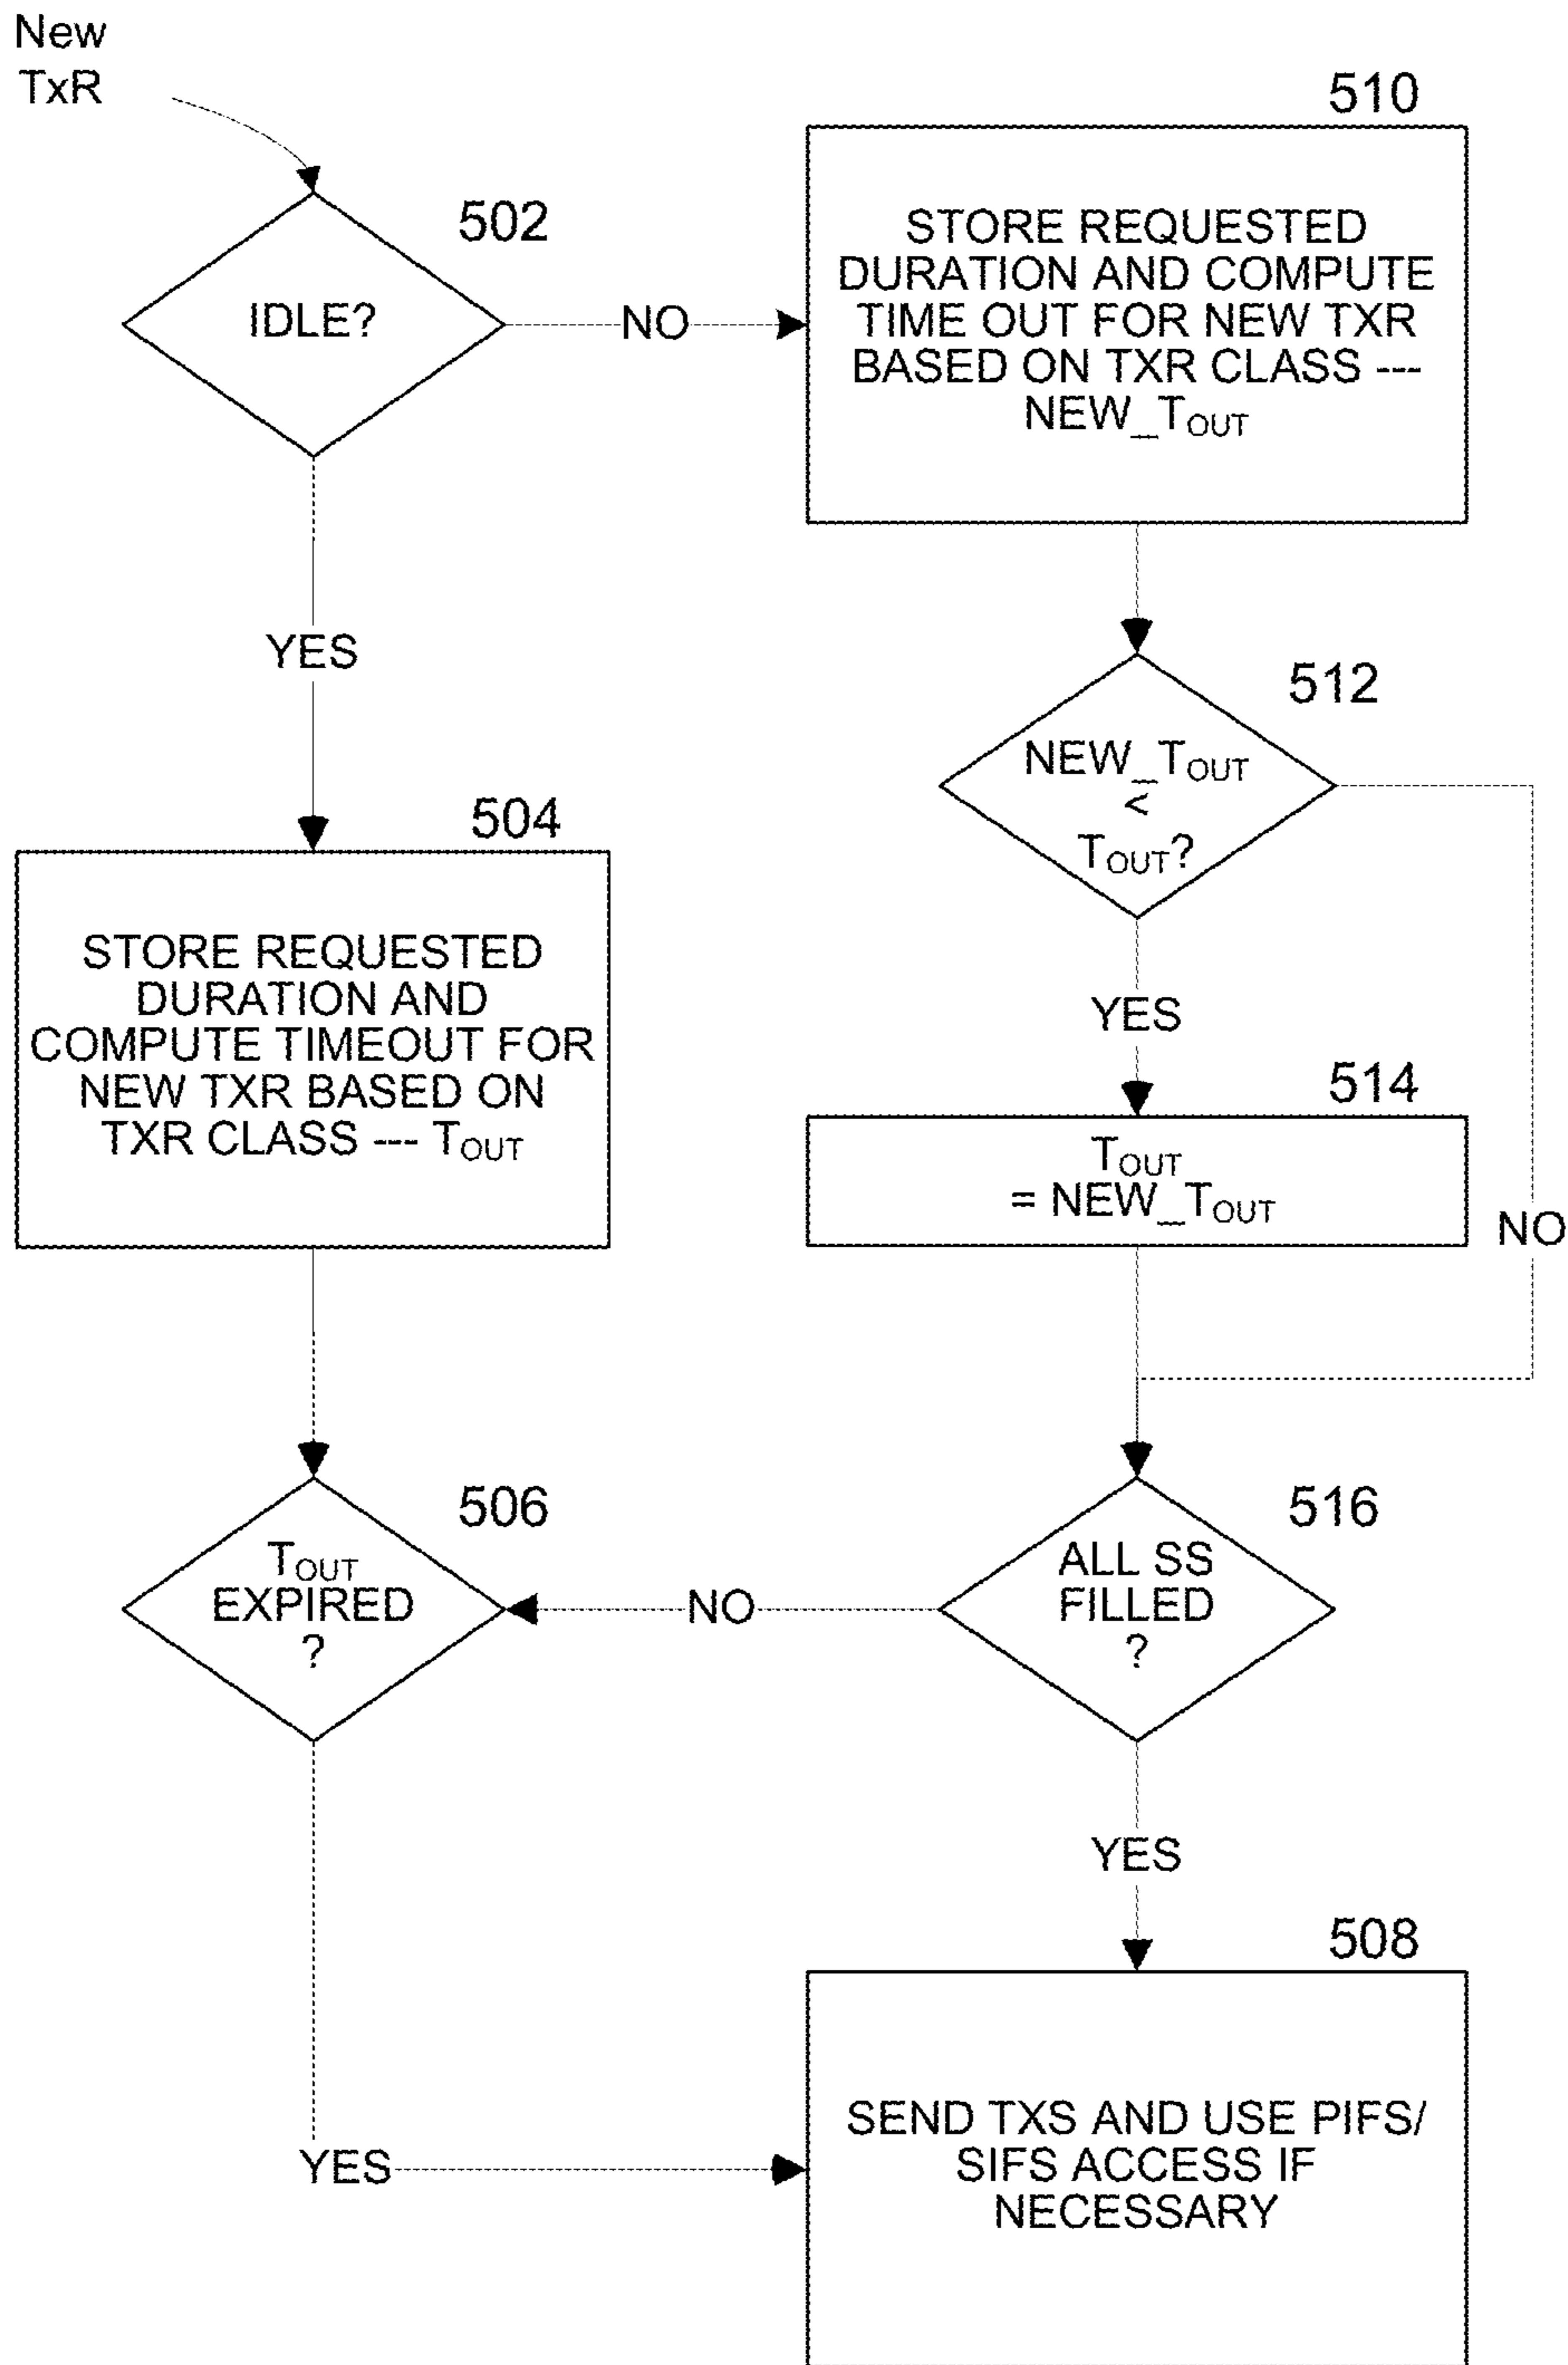 New
TxR
502
IDLE?
NO
510
STORE REQUESTED
DURATION AND COMPUTE
TIME OUT FOR NEW TXR
BASED ON TXR CLASS ---
NEW_TOUT
YES
512
NEW_TOUT
<
TOUT?
504
STORE REQUESTED
DURATION AND
COMPUTE TIMEOUT FOR
NEW TXR BASED ON
TXR CLASS --- TOUT
YES
514
TOUT
= NEW_TOUT
NO
506
TOUT
EXPIRED
?
NO
516
ALL SS
FILLED
?
YES
508
YES
SEND TXS AND USE PIFS/
SIFS ACCESS IF
NECESSARY